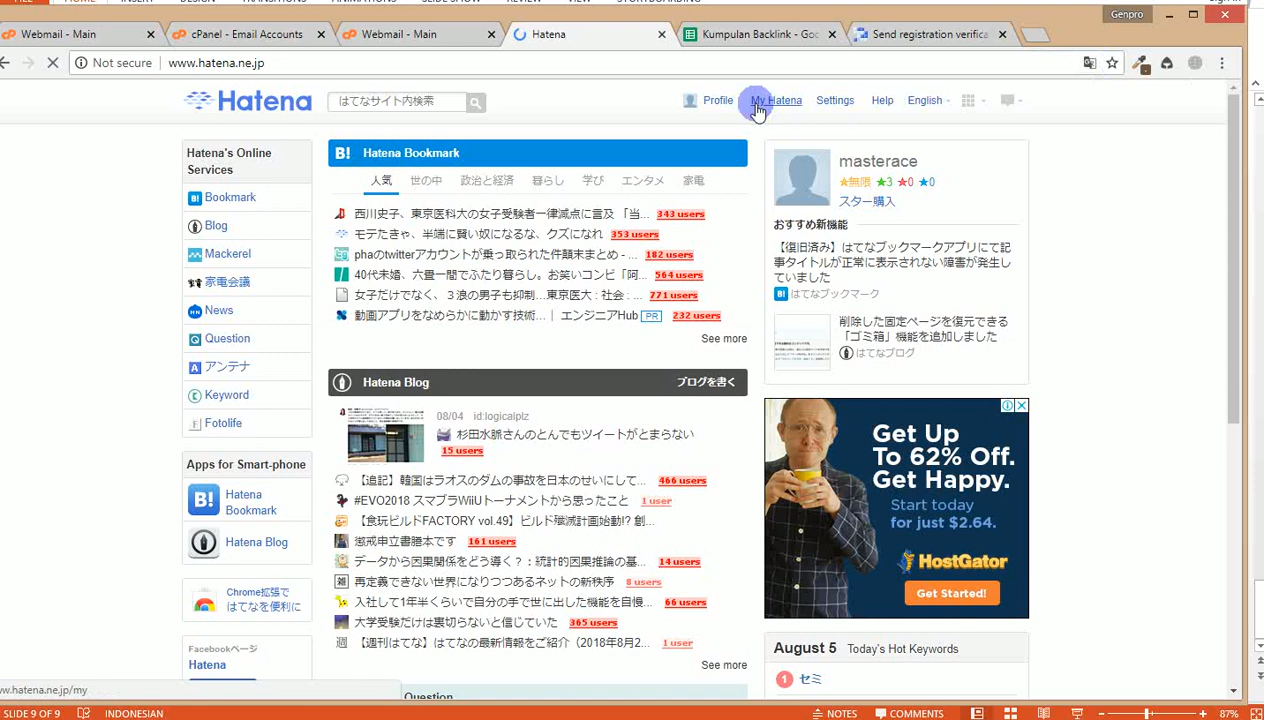 FILE HOME INSERT DESIGN TRANSITIONS ANIMATIONS SLIDE SHOW REVIEW VIEW STORYBOARDING Sign in
Genpro
Webmail - Main
cPanel - Email Accounts
Webmail - Main
Hatena
Kumpulan Backlink - Goo
Send registration verifica
Not secure
www.hatena.ne.jp
Hatena
はてなサイト内検索
Profile
My Hatena
Settings
Help
English
Hatena's Online
Services
Bookmark
Blog
Mackerel
家電会議
News
Question
アンテナ
Keyword
Fotolife
Apps for Smart-phone
Hatena
Bookmark
Hatena Blog
Chrome拡張で
はてなを便利に
Facebookページ
Hatena
B! Hatena Bookmark
人気 世の中 政治と経済 暮らし 学び エンタメ 家電
西川史子、東京医科大の女子受験者一律減点に言及 「当... 343 users
モテたきゃ、半端に賢い奴になるな、クズになれ 353 users
phaのtwitterアカウントが乗っ取られた件顛末まとめ - ... 182 users
40代未婚、六畳一間でふたり暮らし。お笑いコンビ「阿... 564 users
女子だけでなく、３浪の男子も抑制...東京医大 : 社会 : ... 771 users
動画アプリをなめらかに動かす技術...｜ エンジニアHub PR 232 users
See more
Hatena Blog ブログを書く
08/04 id:logicalplz
杉田水脈さんのとんでもツイートがとまらない
15 users
【追記】韓国はラオスのダムの事故を日本のせいにして... 466 users
#EVO2018 スマブラWiiUトーナメントから思ったこと 1 user
【食玩ビルドFACTORY vol.49】ビルド殲滅計画始動!? 創...
懲戒申立書謄本です 161 users
データから因果関係をどう導く？：統計的因果推論の基... 14 users
再定義できない世界になりつつあるネットの新秩序 8 users
入社して1年半くらいで自分の手で世に出した機能を自慢... 66 users
大学受験だけは裏切らないと信じていた 365 users
【週刊はてな】はてなの最新情報をご紹介（2018年8月2... 1 user
See more
Question
masterace
★無限 ★3 ★0 ★0
スター購入
おすすめ新機能
【復旧済み】はてなブックマークアプリにて記
事タイトルが正常に表示されない障害が発生し
ていました
B! はてなブックマーク
削除した固定ページを復元できる
「ゴミ箱」機能を追加しました
はてなブログ
Get Up
To 62% Off.
Get Happy.
Start today
for just $2.64.
HostGator
Get Started!
August 5 Today's Hot Keywords
1 セミ
ww.hatena.ne.jp/my
SLIDE 9 OF 9 INDONESIAN NOTES COMMENTS 87%